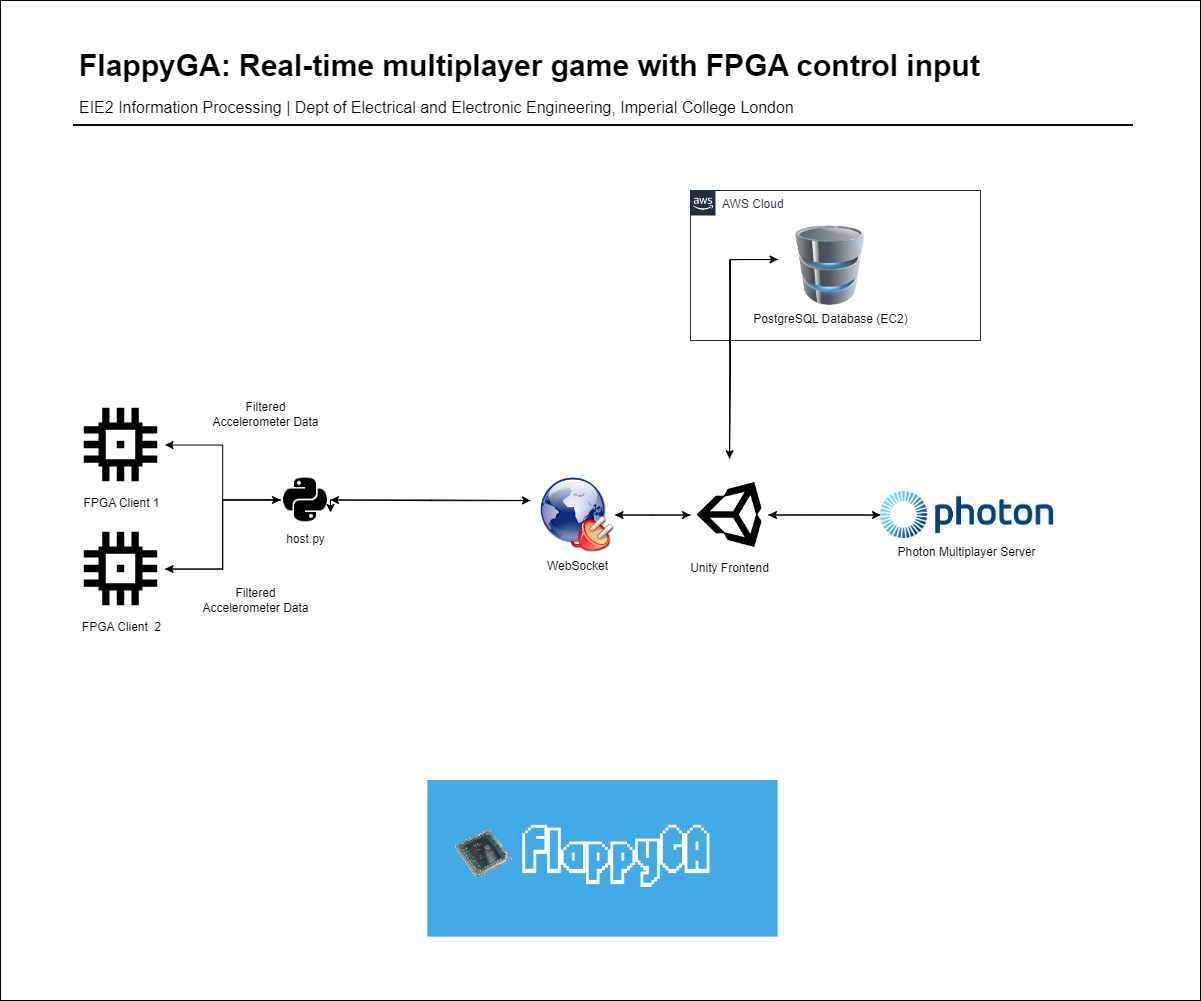 FlappyGA: Real-time multiplayer game with FPGA control input
EIE2 Information Processing | Dept of Electrical and Electronic Engineering, Imperial College London
aws
AWS Cloud
PostgreSQL Database (EC2)
Filtered
Accelerometer Data
FPGA Client 1
host.py
WebSocket
Unity Frontend
photon
Photon Multiplayer Server
Filtered
Accelerometer Data
FPGA Client 2
FlappyGA